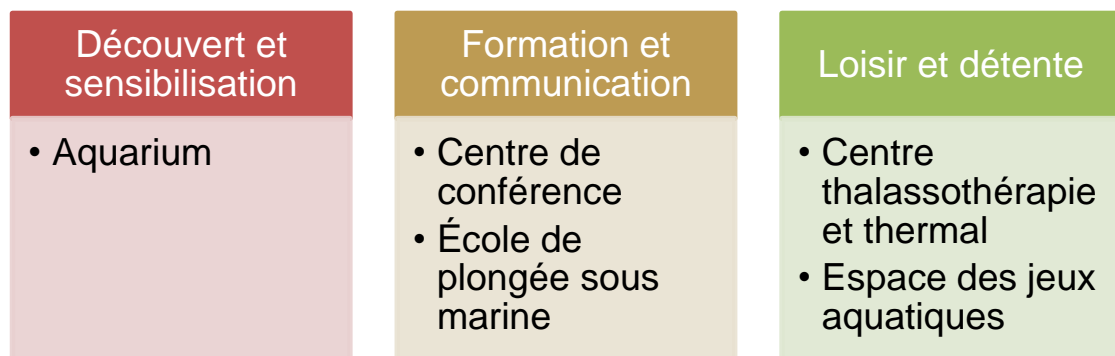 Découvert et
sensibilisation
• Aquarium
Formation et
communication
• Centre de
conférence
• École de
plongée sous
marine
Loisir et détente
• Centre
thalassothérapie
et thermal
• Espace des jeux
aquatiques